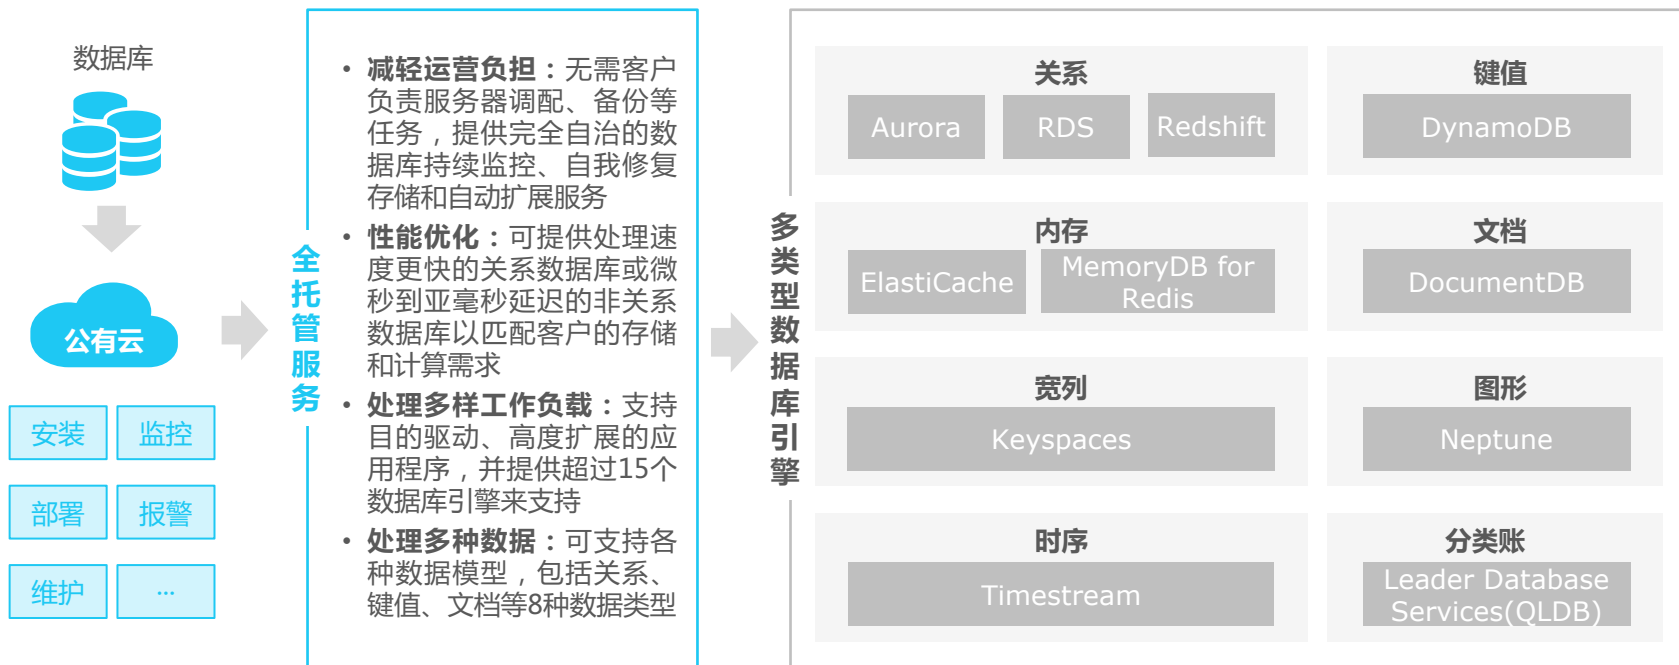 数据库
公有云
安装
监控
部署
报警
维护
...
全托管服务
• 减轻运营负担：无需客户
负责服务器调配、备份等
任务，提供完全自治的数
据库持续监控、自我修复
存储和自动扩展服务
• 性能优化：可提供处理速
度更快的关系数据库或微
秒到亚毫秒延迟的非关系
数据库以匹配客户的存储
和计算需求
• 处理多样工作负载：支持
目的驱动、高度扩展的应
用程序，并提供超过15个
数据库引擎来支持
• 处理多种数据：可支持各
种数据模型，包括关系、
键值、文档等8种数据类型
多类型数据库引擎
关系
Aurora
RDS
Redshift
键值
DynamoDB
内存
ElastiCache
MemoryDB for
Redis
文档
DocumentDB
宽列
Keyspaces
图形
Neptune
时序
Timestream
分类账
Leader Database
Services(QLDB)